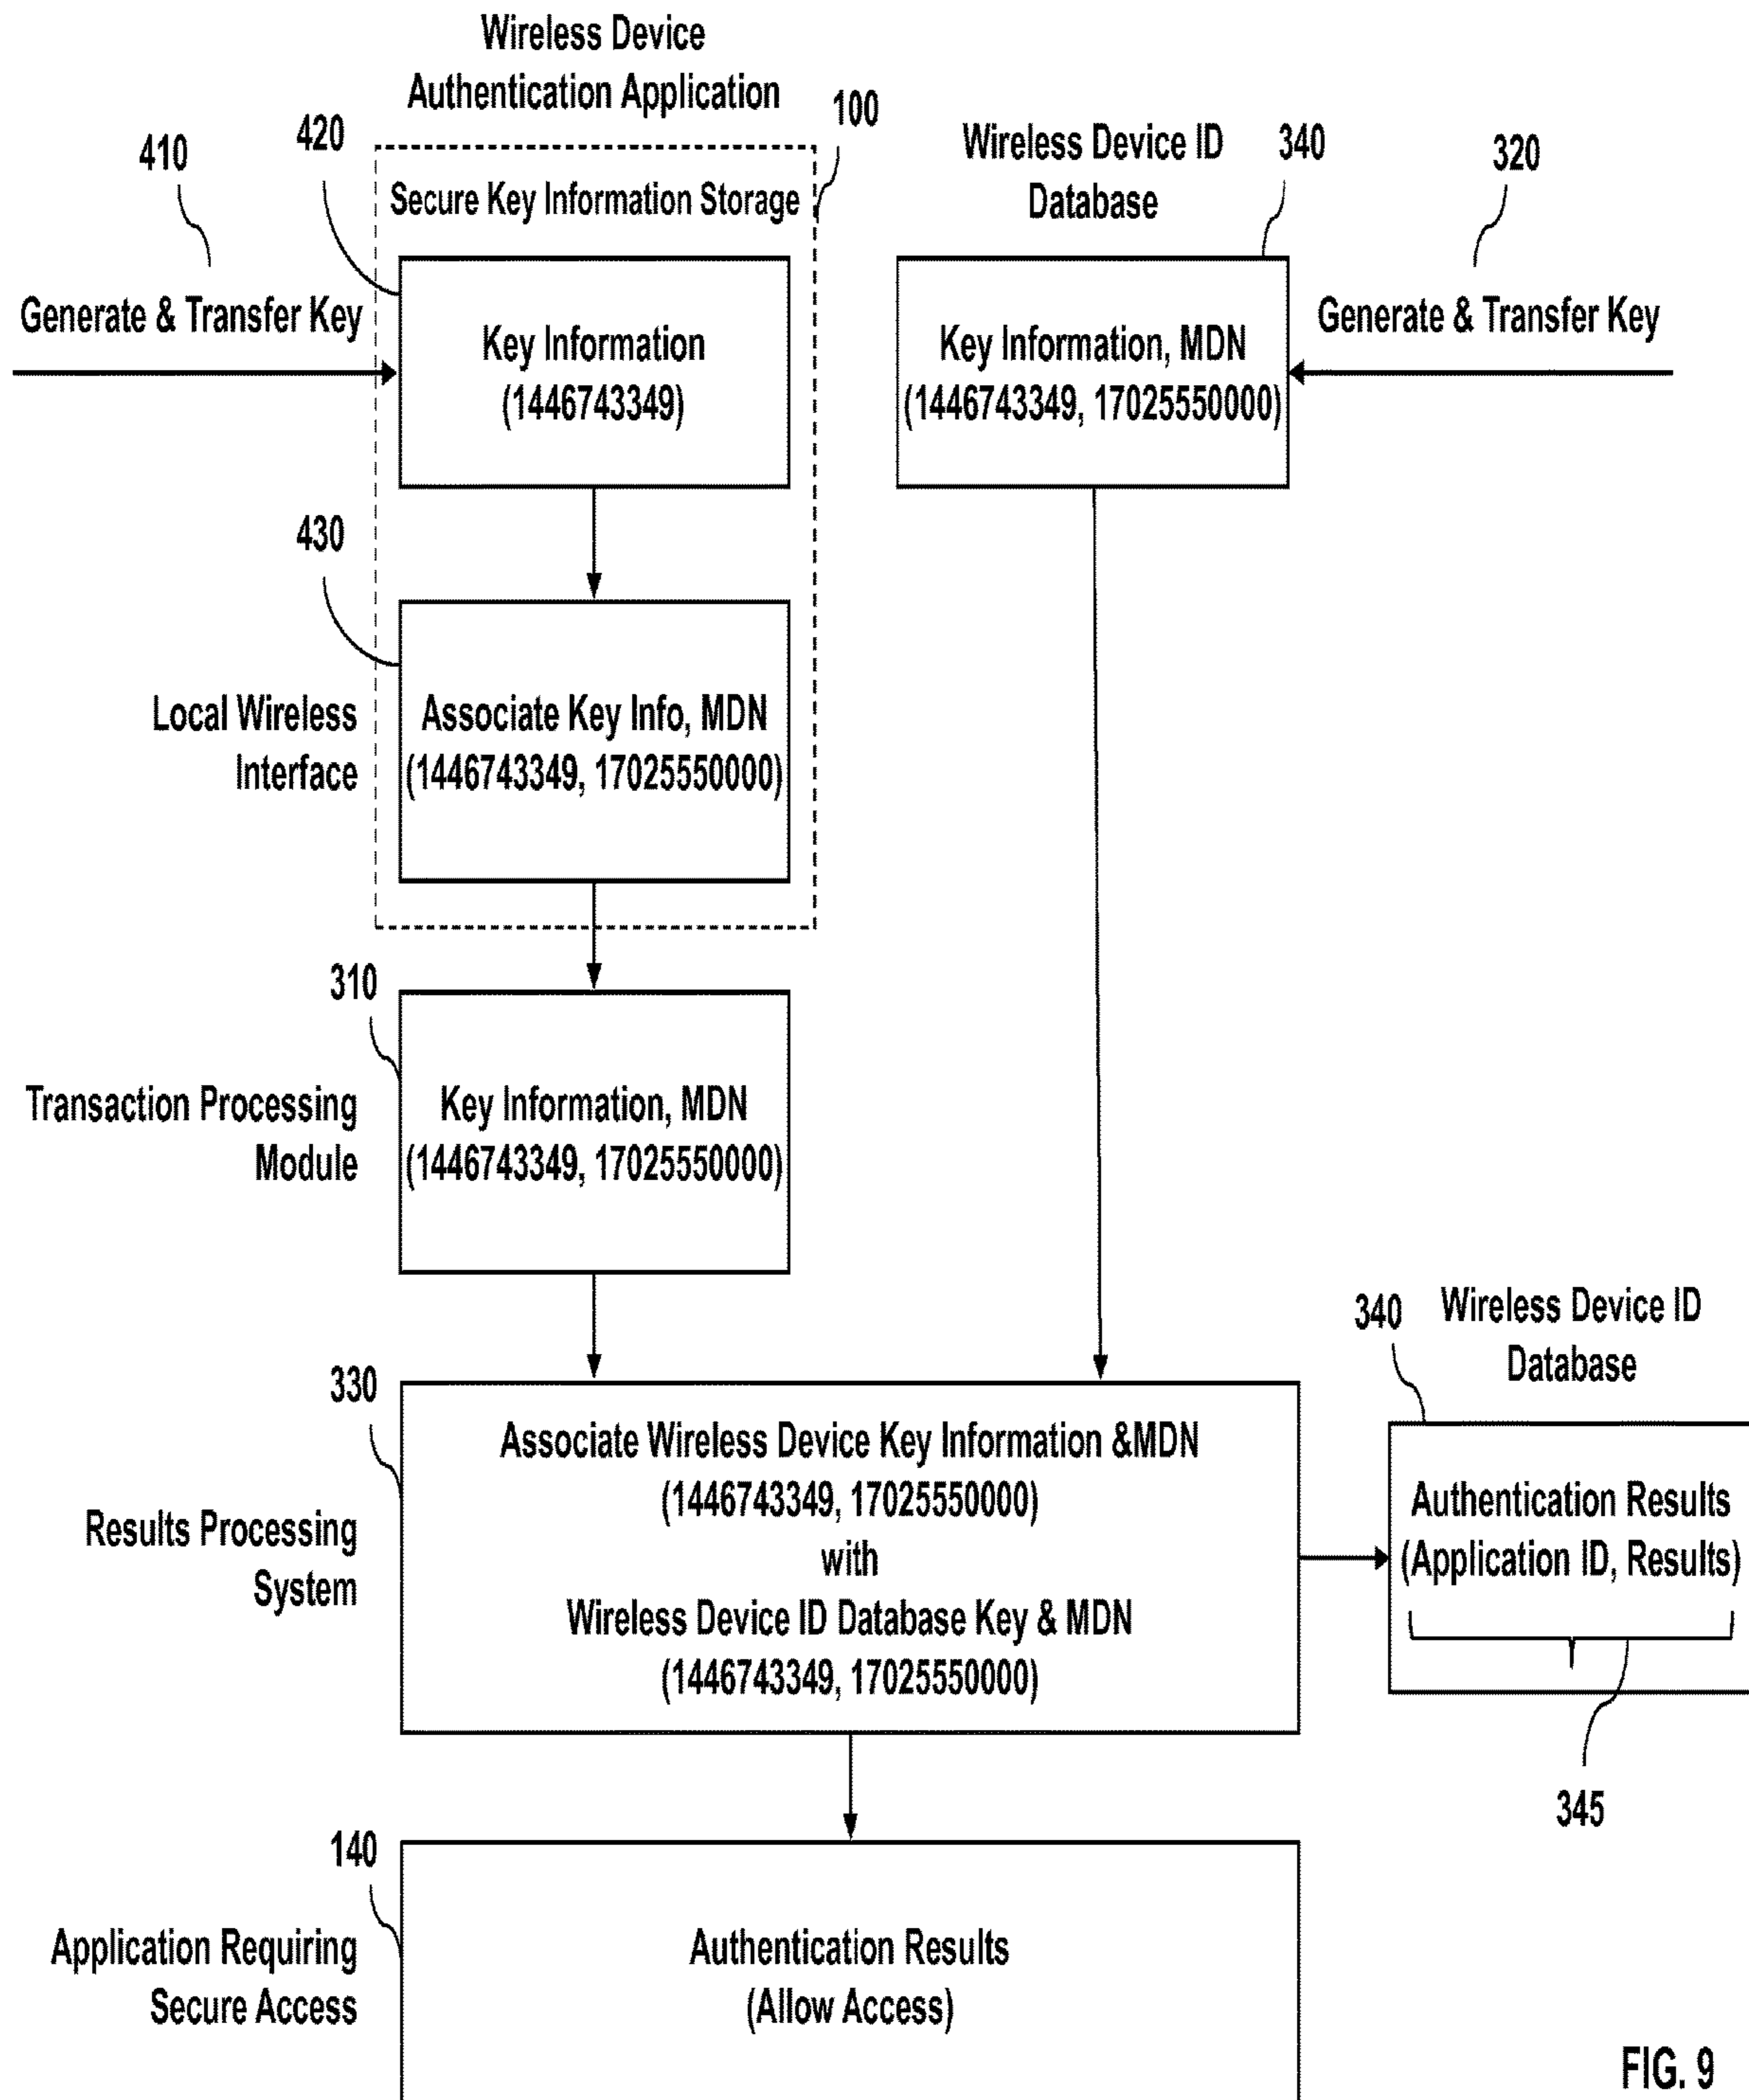 Wireless Device
Authentication Application
100
420
410
Wireless Device ID
Database
340
320
Secure Key Information Storage
Generate & Transfer Key
Key Information
(1446743349)
Key Information, MDN
(1446743349, 17025550000)
Generate & Transfer Key
430
Local Wireless
Interface
Associate Key Info, MDN
(1446743349, 17025550000)
310
Transaction Processing
Module
Key Information, MDN
(1446743349, 17025550000)
330
Results Processing
System
Associate Wireless Device Key Information &MDN
(1446743349, 17025550000)
with
Wireless Device ID Database Key & MDN
(1446743349, 17025550000)
340
Wireless Device ID
Database
Authentication Results
(Application ID, Results)
345
140
Application Requiring
Secure Access
Authentication Results
(Allow Access)
FIG. 9